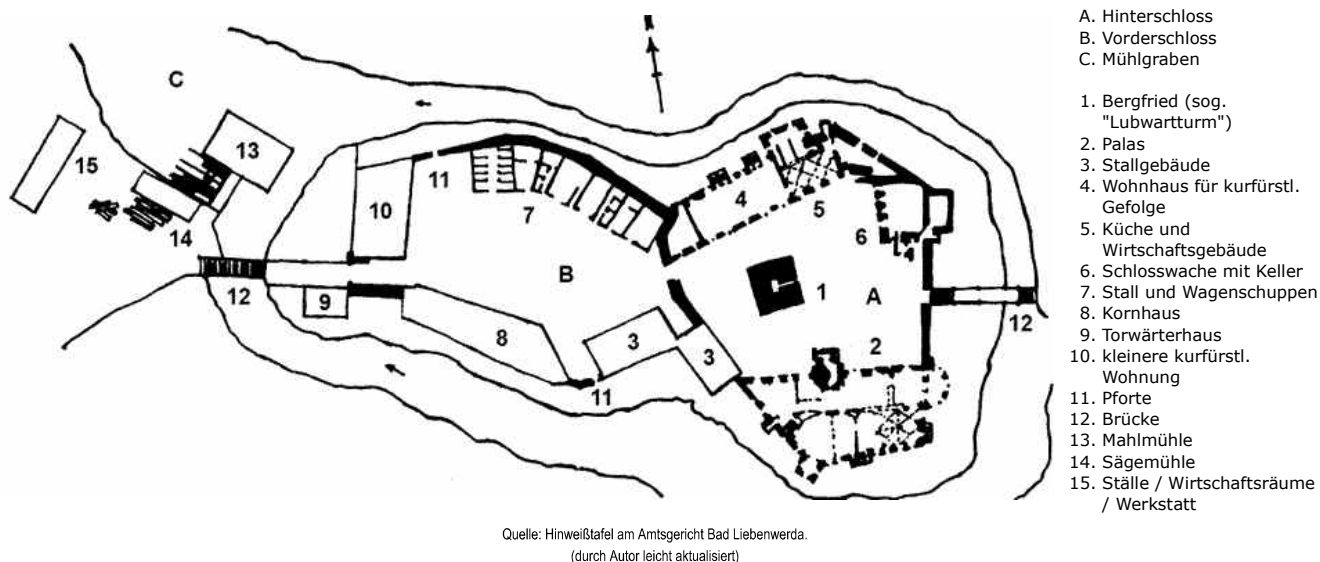 A. Hinterschloss
B. Vorderschloss
C. Mühlgraben
1. Bergfried (sog.
"Lubwartturm")
2. Palas
3. Stallgebäude
4. Wohnhaus für kurfürstl.
Gefolge
5. Küche und
Wirtschaftsgebäude
6. Schlosswache mit Keller
7. Stall und Wagenschuppen
8. Kornhaus
9. Torwärterhaus
10. kleinere kurfürstl.
Wohnung
11. Pforte
12. Brücke
13. Mahlmühle
14. Sägemühle
15. Ställe / Wirtschaftsräume
/ Werkstatt
C
13
15
11
10
7
4
5
14
6
4
12
B
1
A
9
8
3
3
2
12
11
Quelle: Hinweißtafel am Amtsgericht Bad Liebenwerda.
(durch Autor leicht aktualisiert)